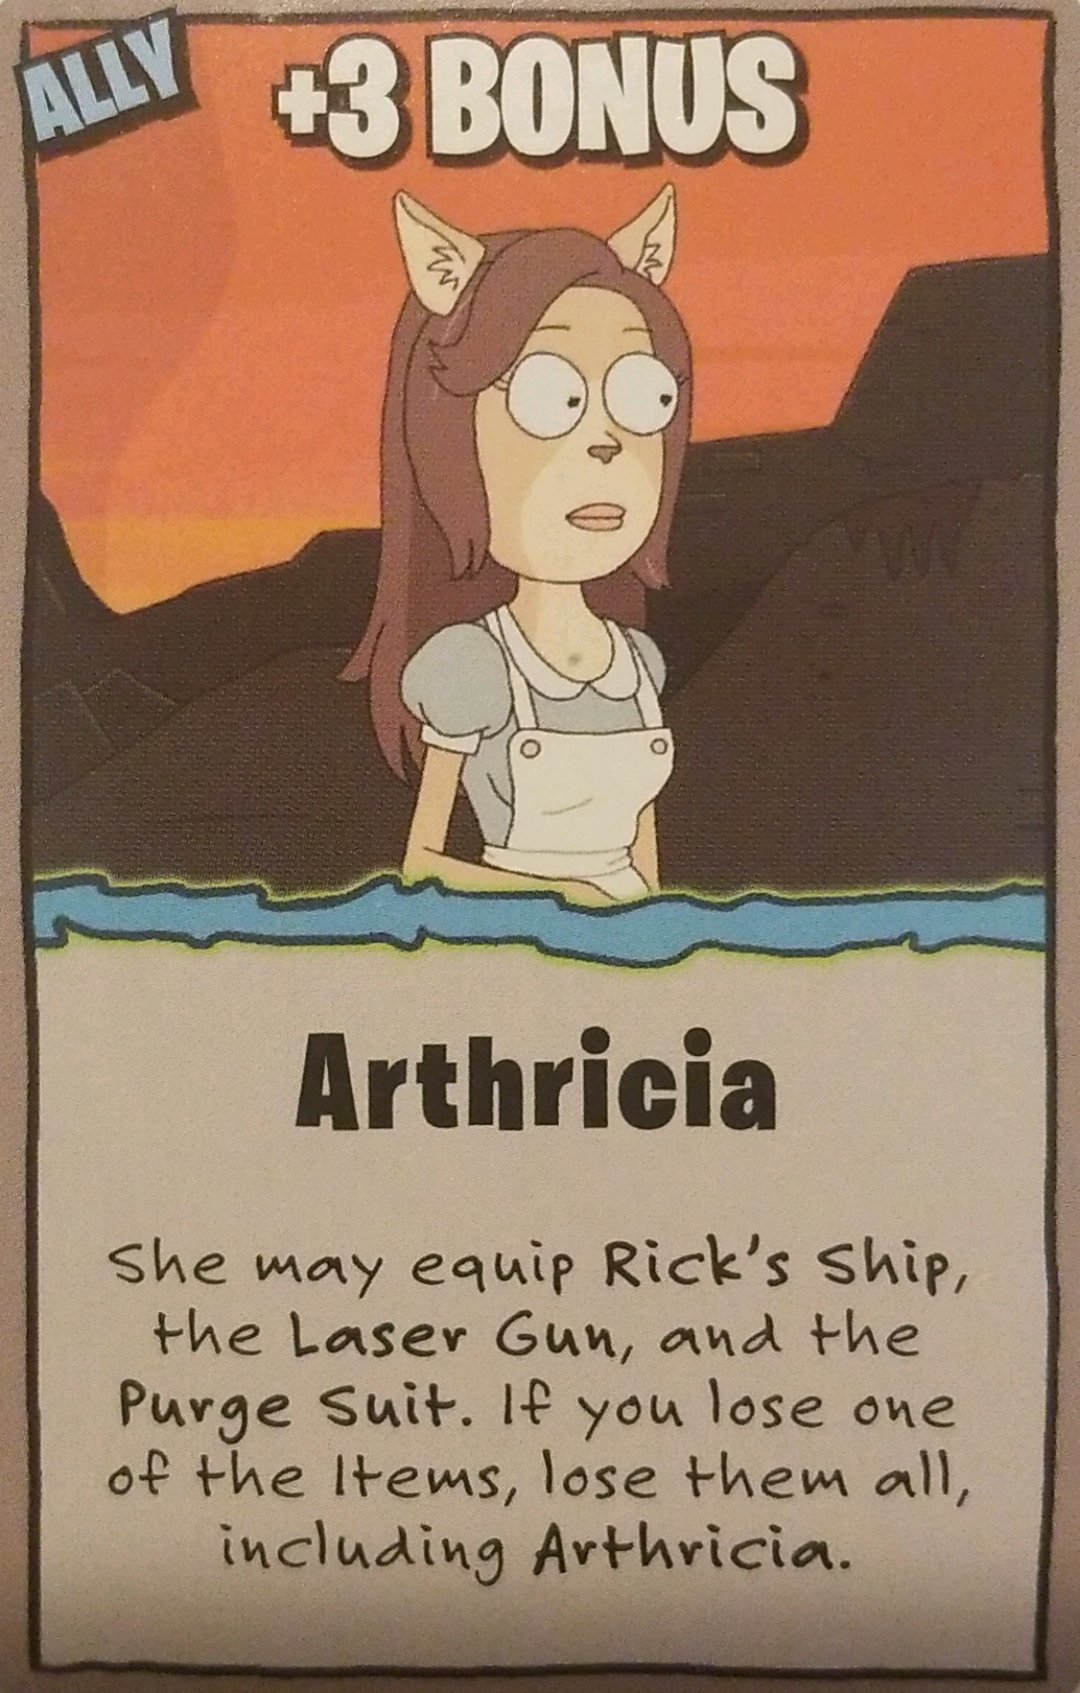 ALLY
+3 BONUS
Arthricia
She may equip Rick's Ship,
the Laser Gun, and the
Purge Suit. If you lose one
of the Items, lose them all,
including Arthricia.